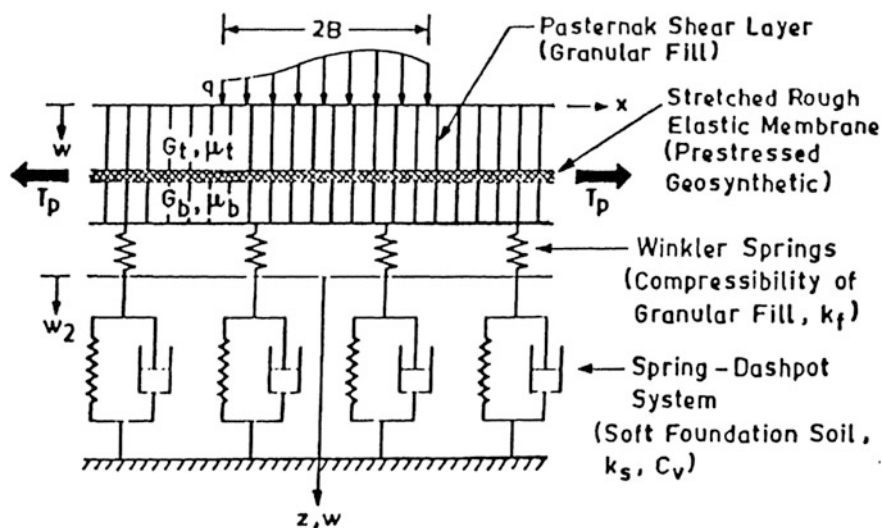 2B
Pasternak Shear Layer
(Granular Fill)
q
x
Stretched Rough
Elastic Membrane
(Prestressed
Geosynthetic)
w
Gt, μt
Tp
Gb, μb
Tp
Winkler Springs
(Compressibility of
Granular Fill, kf)
w2
Spring-Dashpot
System
(Soft Foundation Soil,
ks, Cv)
z, w